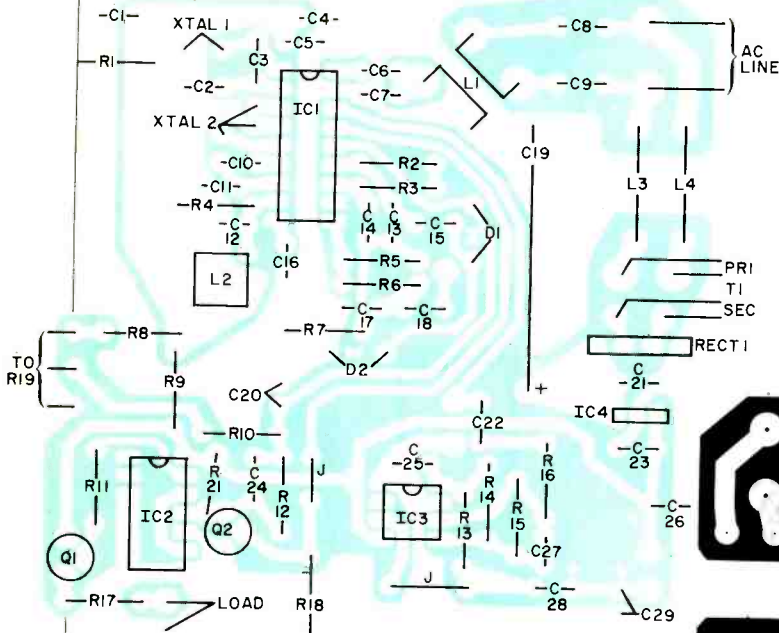 C1
XTAL 1
C4
C5
C8
R1
C3
AC
LINE
C2
C6
C7
L1
C9
IC1
XTAL 2
C19
C10
R2
C11
R3
L3
L4
R4
C
12
C
14
C
13
C
15
D1
C16
L2
R5
R6
PRI
T1
SEC
C
17
C
18
R7
R8
RECT 1
TO
R19
R9
D2
C
21
C20
+
IC4
R10
C22
C
23
R11
IC2
R
21
C
24
R
12
J
C
25
IC3
R
14
R
13
R
15
R
16
C
26
Q2
Q1
C27
R17
LOAD
R18
J
C
28
C29